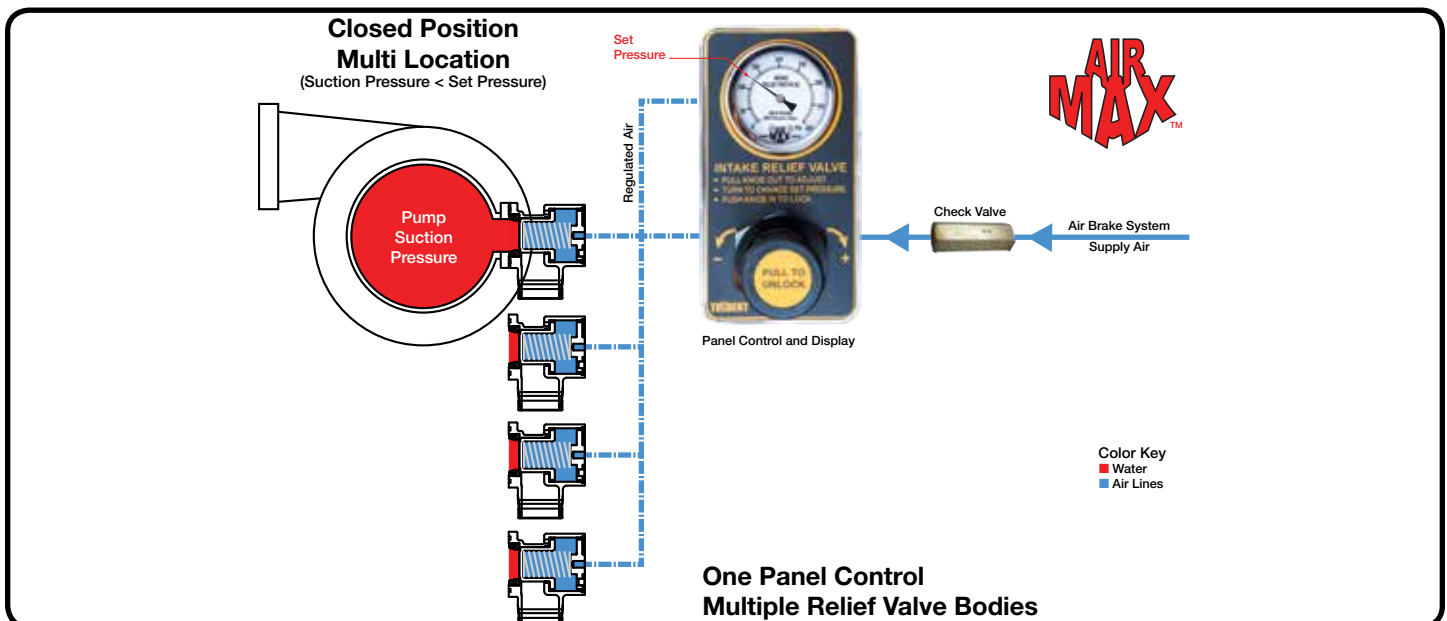 Closed Position
Multi Location
(Suction Pressure < Set Pressure)
Set
Pressure
AIR
MAX
TM
Regulated Air
INTAKE RELIEF VALVE
- PULL KNOB OUT TO ADJUST
- TURN TO CHANGE SET PRESSURE
- PUSH KNOB IN TO LOCK
Pump
Suction
Pressure
Check Valve
Air Brake System
Supply Air
- +
PULL TO
UNLOCK
TRIDENT
Panel Control and Display
Color Key
Water
Air Lines
One Panel Control
Multiple Relief Valve Bodies